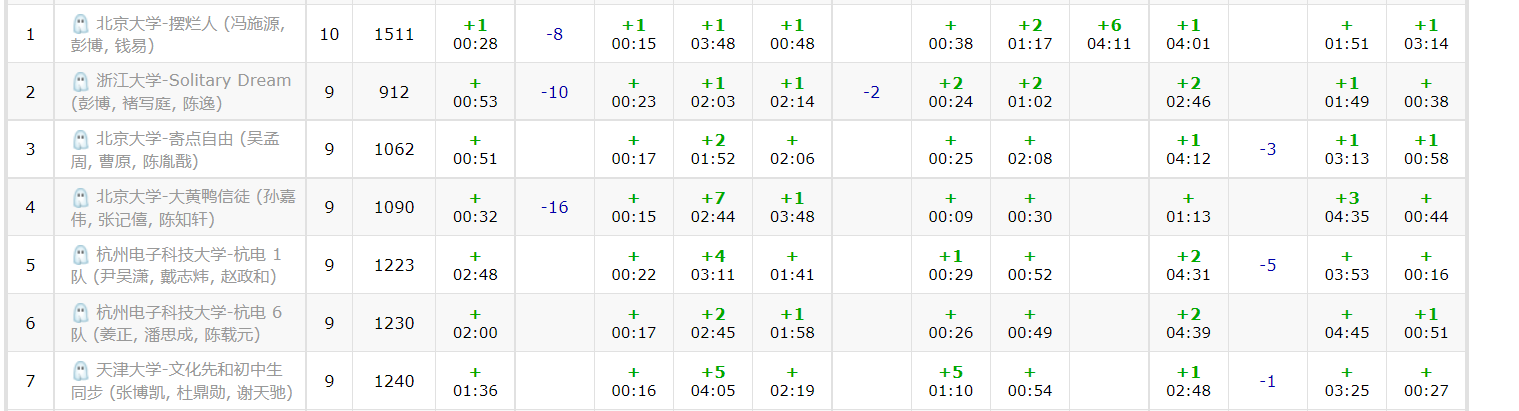 1 北京大学-摆烂人 (冯施源, 彭博, 钱易) 10 1511 +1 00:28 -8 +1 00:15 +1 03:48 +1 00:48 + 00:38 +2 01:17 +6 04:11 +1 04:01 + 01:51 +1 03:14
2 浙江大学-Solitary Dream (彭博, 褚写庭, 陈逸) 9 912 + 00:53 -10 + 00:23 +1 02:03 +1 02:14 -2 +2 00:24 +2 01:02 +2 02:46 +1 01:49 + 00:38
3 北京大学-寄点自由 (吴孟周, 曹原, 陈胤戬) 9 1062 + 00:51 + 00:17 +2 01:52 + 02:06 + 00:25 + 02:08 +1 04:12 -3 +1 03:13 +1 00:58
4 北京大学-大黄鸭信徒 (孙嘉伟, 张记僖, 陈知轩) 9 1090 + 00:32 -16 + 00:15 +7 02:44 +1 03:48 + 00:09 + 00:30 + 01:13 +3 04:35 + 00:44
5 杭州电子科技大学-杭电 1 队 (尹吴潇, 戴志炜, 赵政和) 9 1223 + 02:48 + 00:22 +4 03:11 + 01:41 +1 00:29 + 00:52 +2 04:31 -5 + 03:53 + 00:16
6 杭州电子科技大学-杭电 6 队 (姜正, 潘思成, 陈载元) 9 1230 + 02:00 + 00:17 +2 02:45 +1 01:58 + 00:26 + 00:49 +2 04:39 + 04:45 +1 00:51
7 天津大学-文化先和初中生同步 (张博凯, 杜鼎勋, 谢天驰) 9 1240 + 01:36 + 00:16 +5 04:05 + 02:19 +5 01:10 + 00:54 +1 02:48 -1 + 03:25 + 00:27